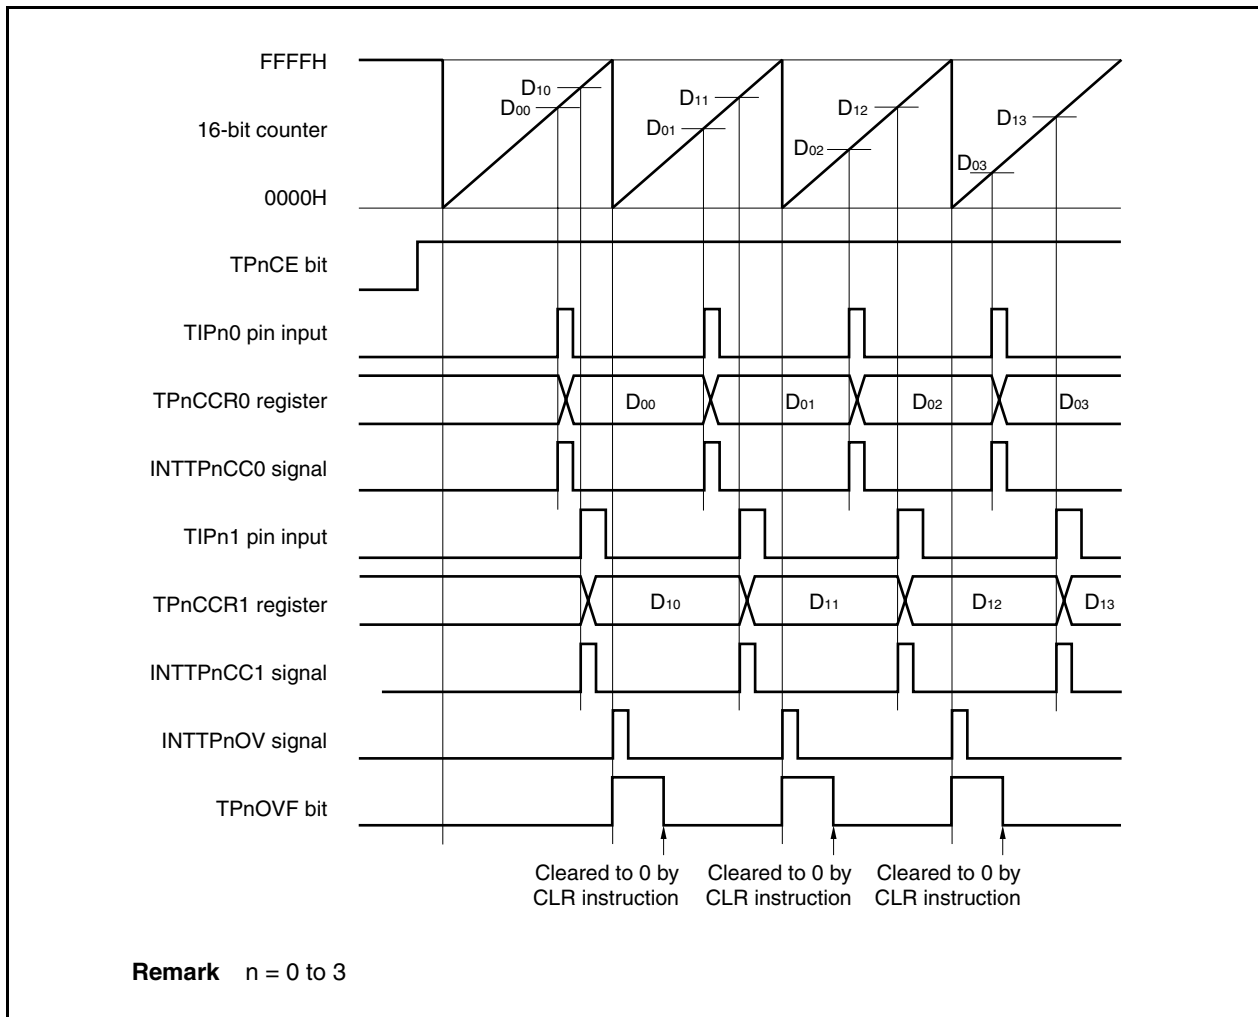 FFFFH
D10
D00
D11
D01
D12
D02
D13
D03
16-bit counter
0000H
TPnCE bit
TIPn0 pin input
TPnCCR0 register
D00
D01
D02
D03
INTTPnCC0 signal
TIPn1 pin input
TPnCCR1 register
D10
D11
D12
D13
INTTPnCC1 signal
INTTPnOV signal
TPnOVF bit
Cleared to 0 by
CLR instruction
Cleared to 0 by
CLR instruction
Cleared to 0 by
CLR instruction
Remark n = 0 to 3